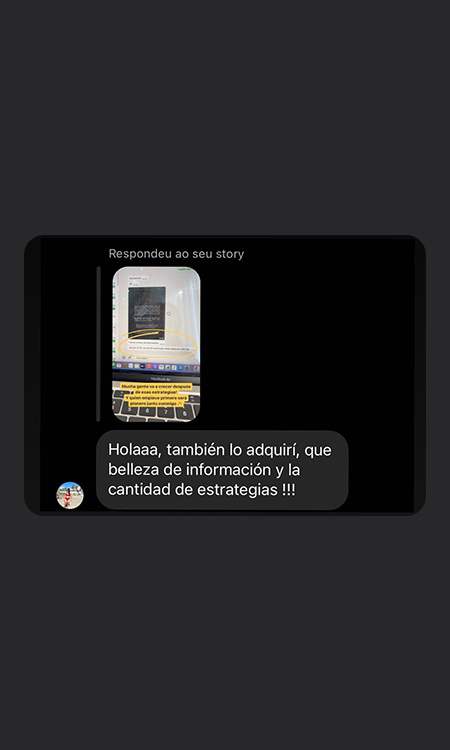 Respondeu ao seu story
Mucha gente va a crecer después
de esas estrategias!
Y quien empiece primero será
pionero junto conmigo
Holaaa, también lo adquirí, que
belleza de información y la
cantidad de estrategias !!!